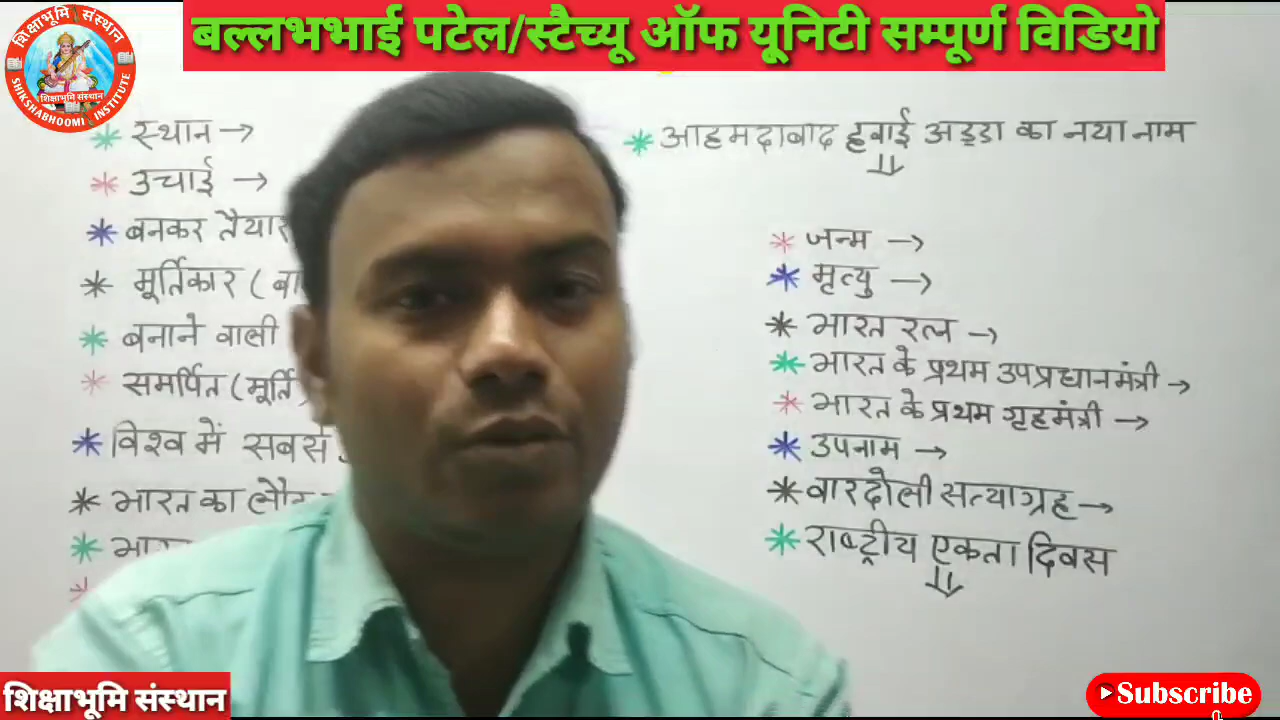 बल्लभभाई पटेल/स्टैच्यू ऑफ यूनिटी सम्पूर्ण विडियो
शिक्षाभूमि संस्थान
शिक्षाभूमि संस्थान
SHIKSHABHOOMI INSTITUTE
* स्थान →
* उचाई →
* बनकर तैयार
* मूर्तिकार (
* बनाने वाली
* समर्पित (मूर्ति)
* विश्व में सबसे
* भारत का
* आहमदाबाद हवाई अड्डा का नया नाम
* जन्म →
* मृत्यु →
* भारत रत्न →
* भारत के प्रथम उपप्रधानमंत्री →
* भारत के प्रथम गृहमंत्री →
* उपनाम →
* वारदोली सत्याग्रह →
* राष्ट्रीय एकता दिवस
शिक्षाभूमि संस्थान
Subscribe